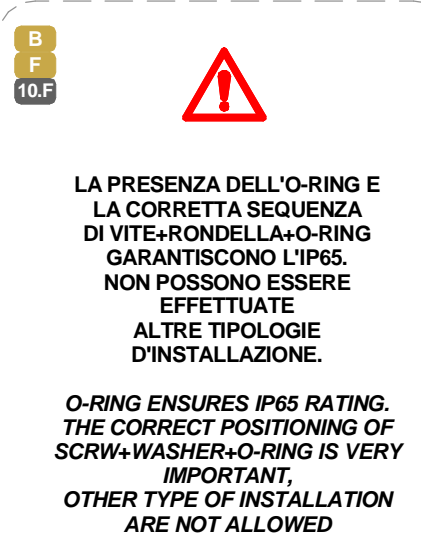 B
F
10.F
LA PRESENZA DELL'O-RING E
LA CORRETTA SEQUENZA
DI VITE+RONDELLA+O-RING
GARANTISCONO L'IP65.
NON POSSONO ESSERE
EFFETTUATE
ALTRE TIPOLOGIE
D'INSTALLAZIONE.
O-RING ENSURES IP65 RATING.
THE CORRECT POSITIONING OF
SCRW+WASHER+O-RING IS VERY
IMPORTANT,
OTHER TYPE OF INSTALLATION
ARE NOT ALLOWED